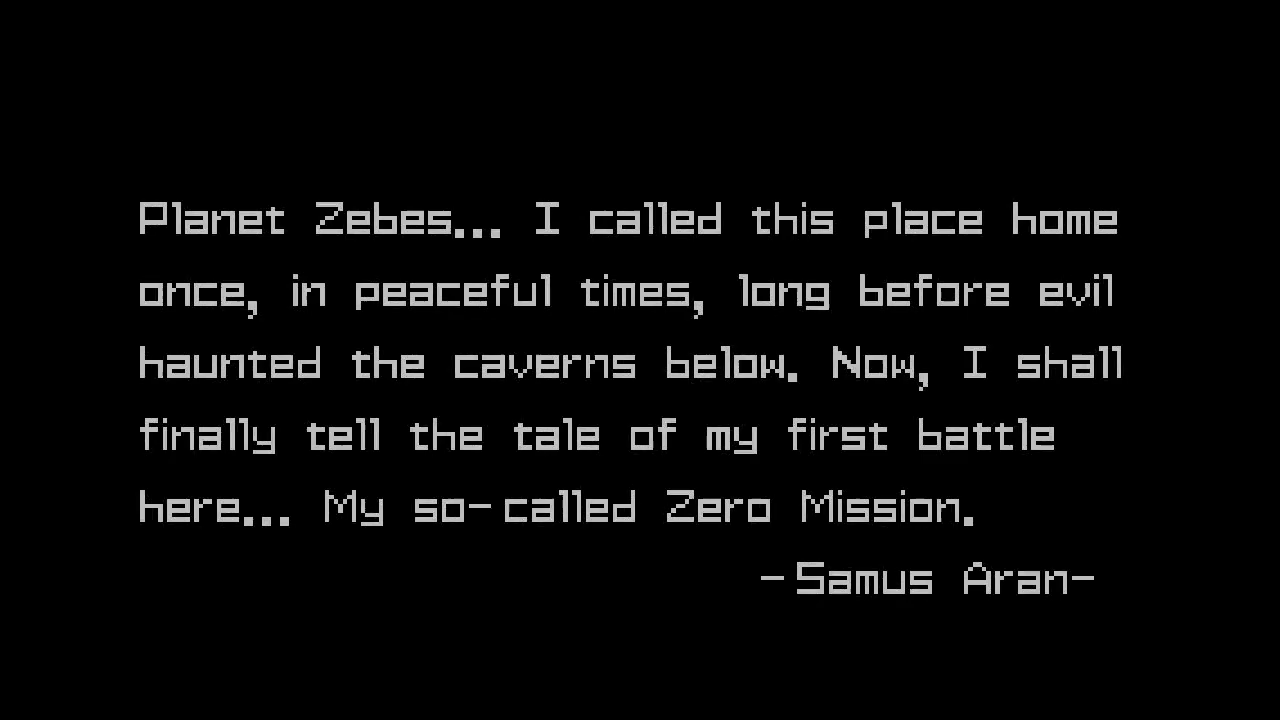 Planet Zebes... I called this place home
once, in peaceful times, long before evil
haunted the caverns below. Now, I shall
finally tell the tale of my first battle
here... My so-called Zero Mission.
-Samus Aran-